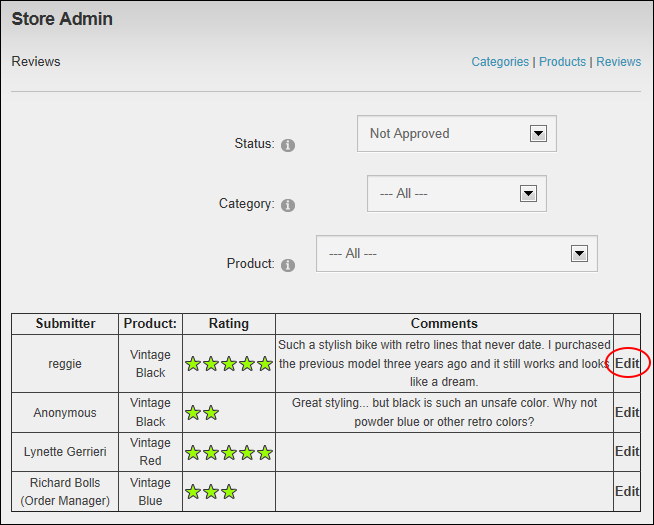 Store Admin
Reviews
Categories | Products | Reviews
Status:
Not Approved
Category:
--- All ---
Product:
--- All ---
Submitter
Product:
Rating
Comments
reggie
Vintage
Black
Such a stylish bike with retro lines that never date. I purchased
the previous model three years ago and it still works and looks
like a dream.
Edit
Anonymous
Vintage
Black
Great styling... but black is such an unsafe color. Why not
powder blue or other retro colors?
Edit
Lynette Gerrieri
Vintage
Red
Edit
Richard Bolls
(Order Manager)
Vintage
Blue
Edit